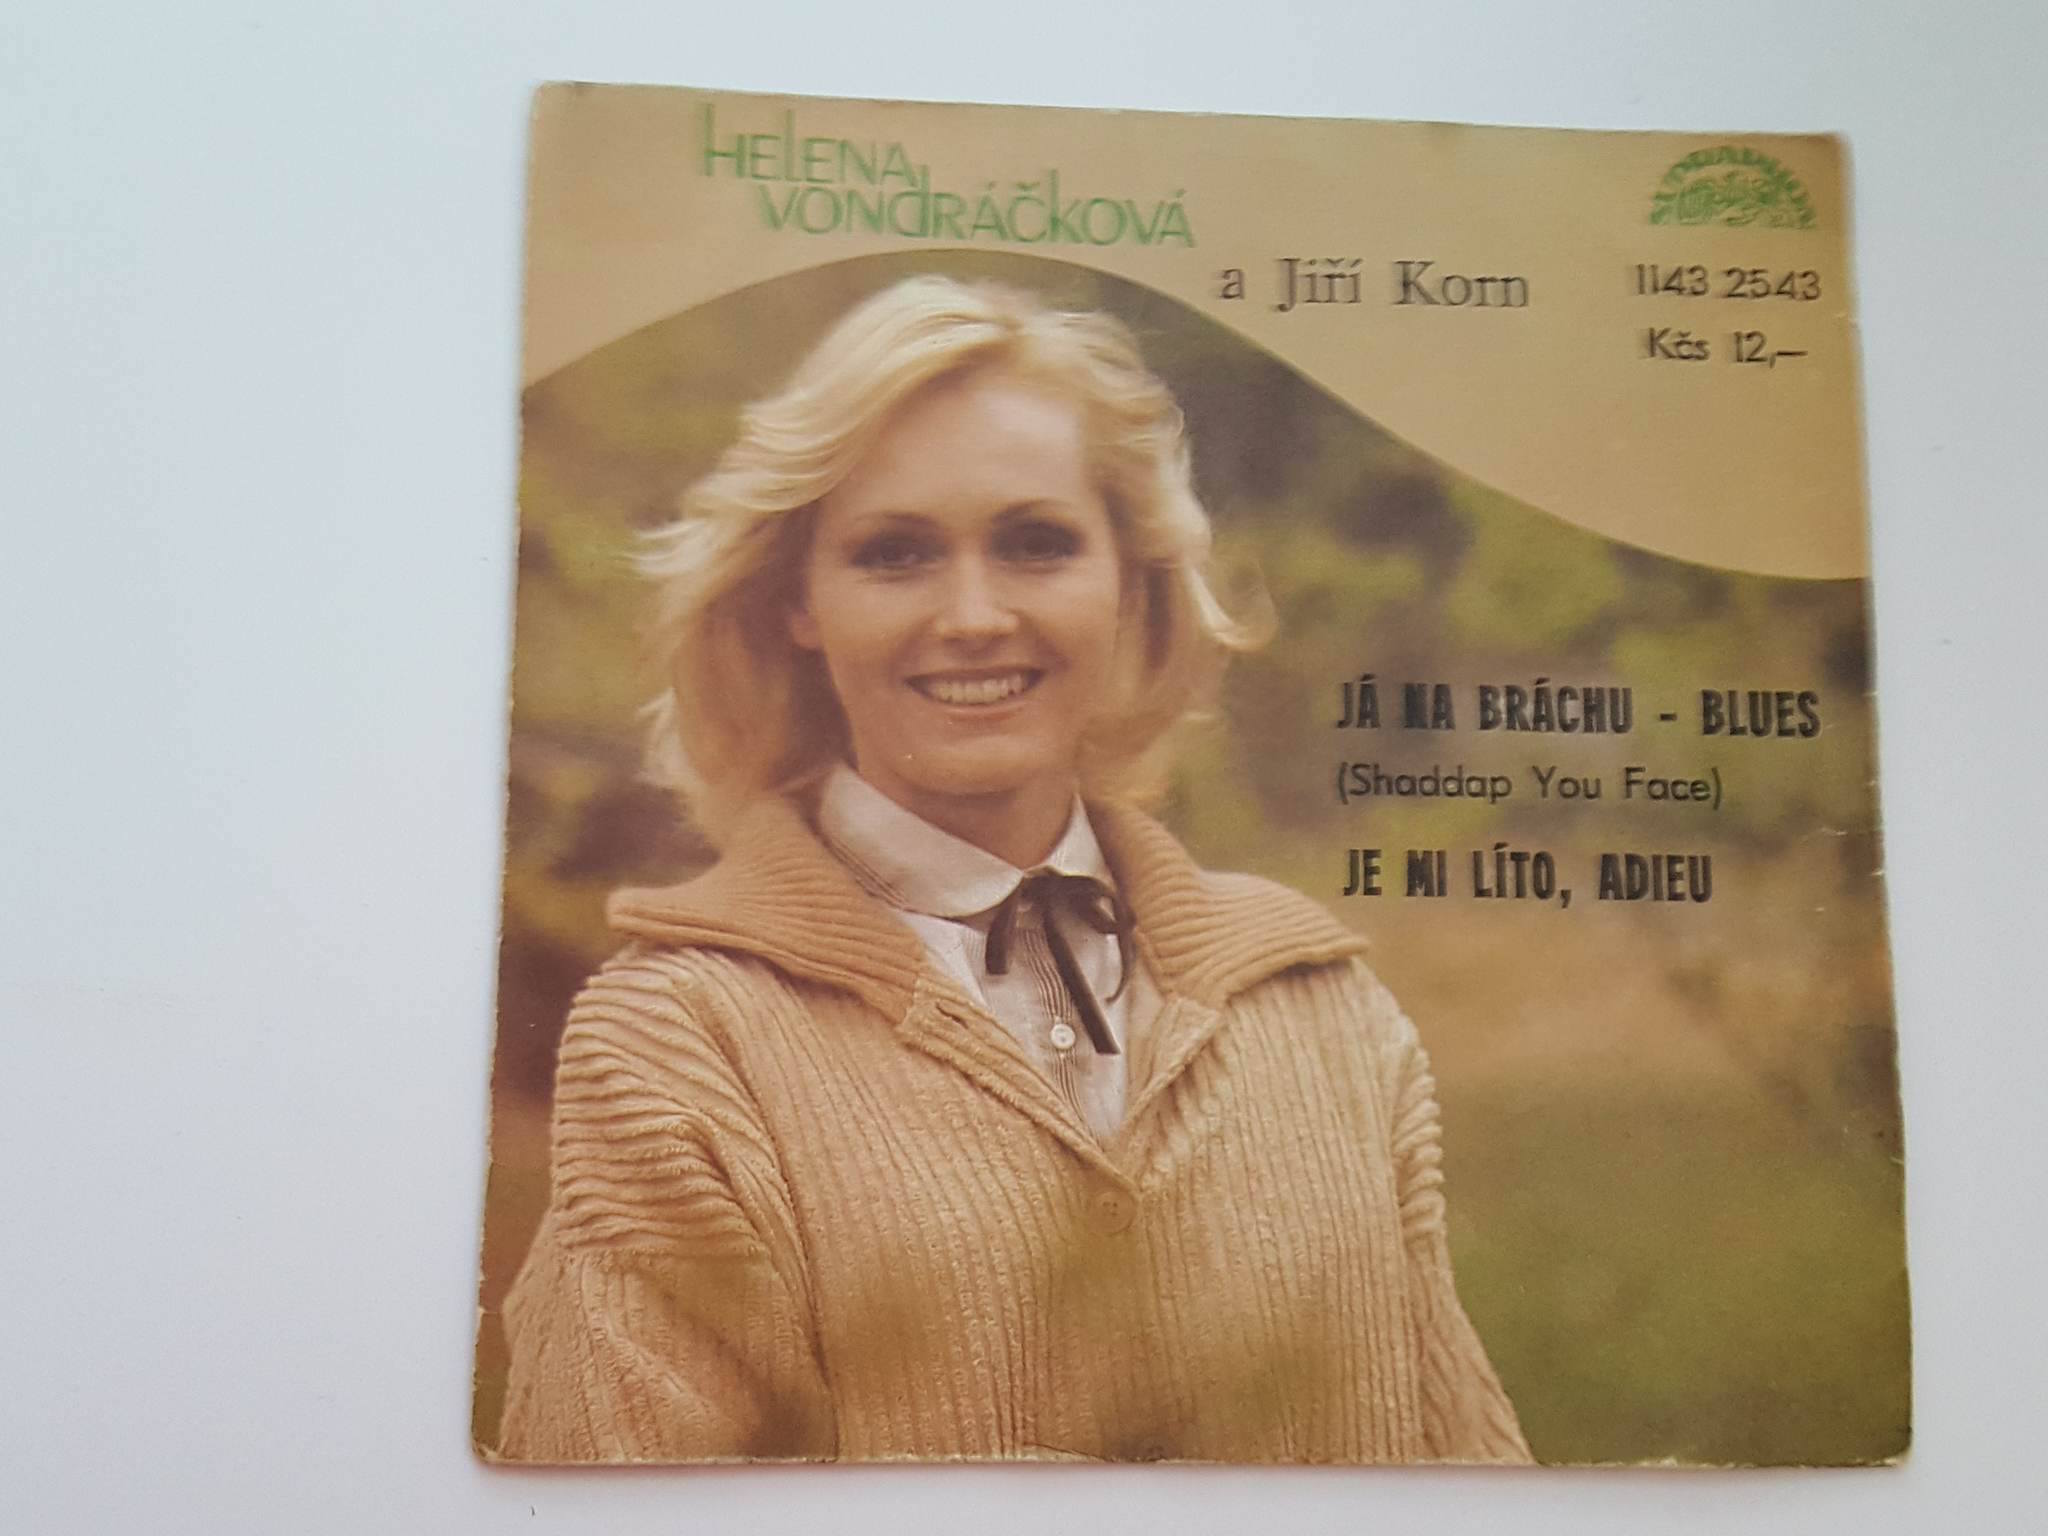 HELENA
VONDRÁČKOVÁ
SUPRAPHON
a Jiří Korn
1143 2543
Kčs 12,—
JÁ NA BRÁCHU - BLUES
(Shaddap You Face)
JE MI LÍTO, ADIEU